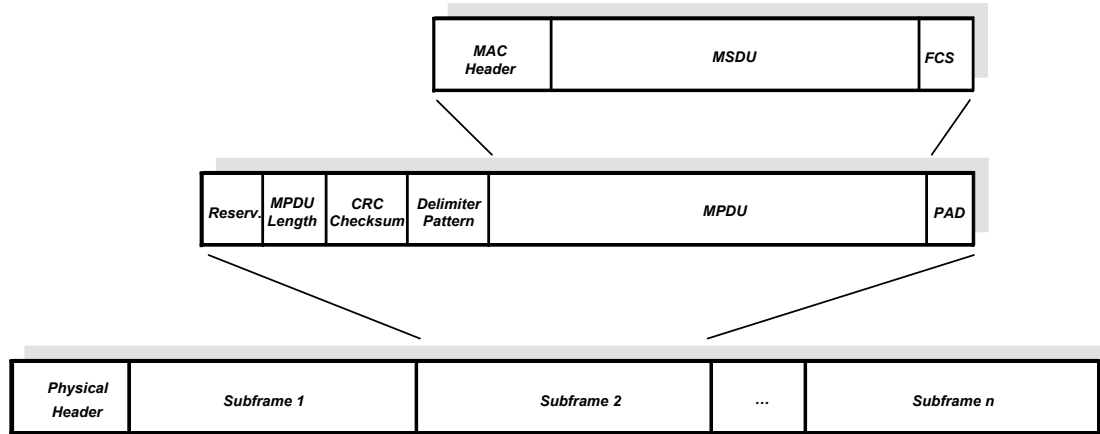 MAC
Header
MSDU
FCS
Reserv.
MPDU
Length
CRC
Checksum
Delimiter
Pattern
MPDU
PAD
Physical
Header
Subframe 1
Subframe 2
...
Subframe n